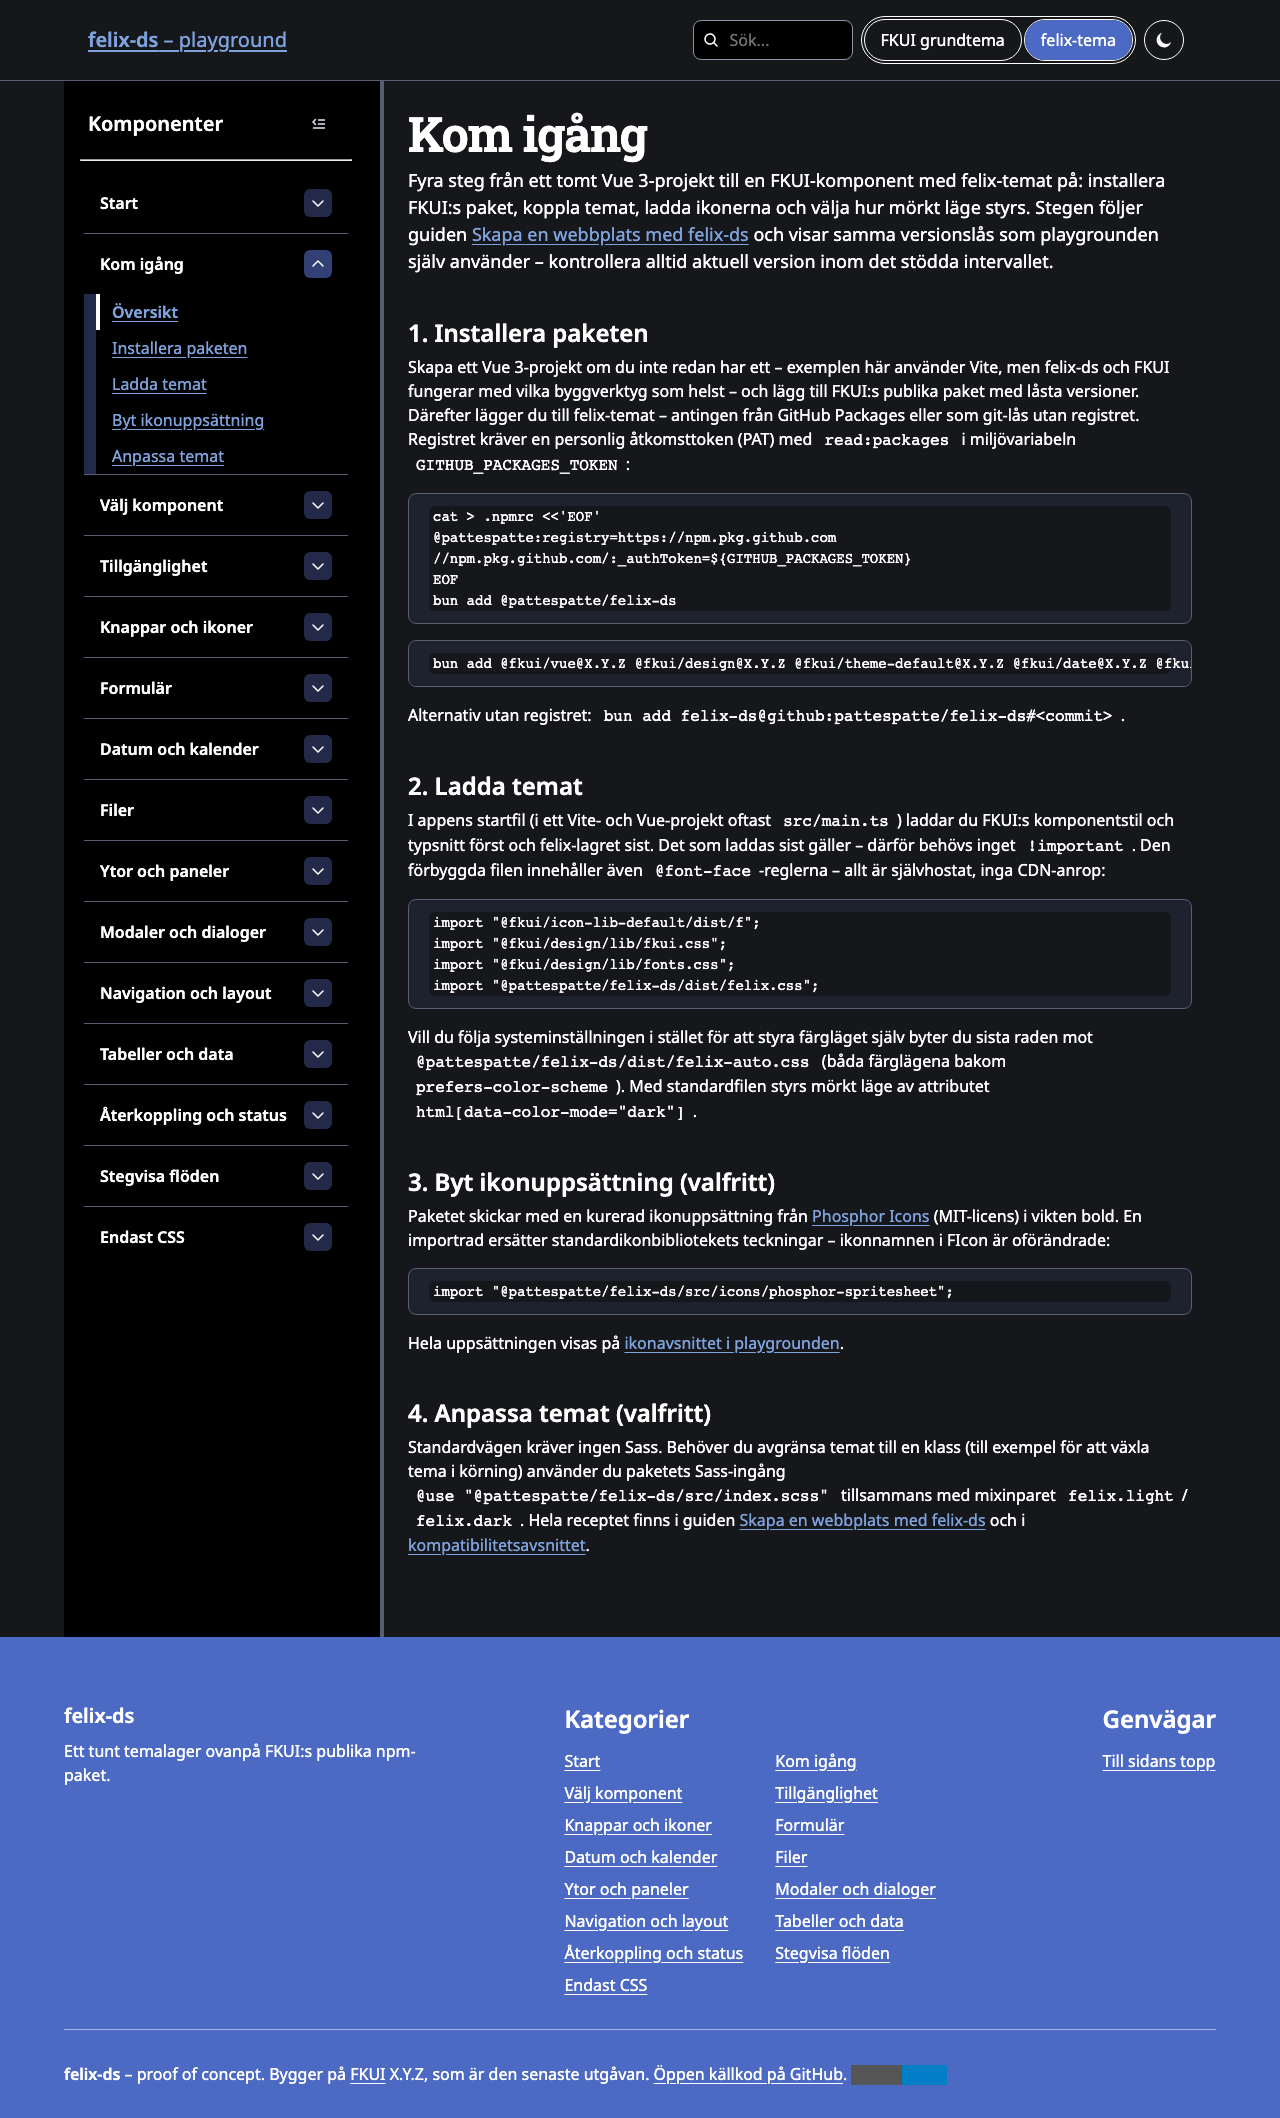 felix-ds – playground
Sök...
FKUI grundtema
felix-tema
Komponenter
Start
Kom igång
Översikt
Installera paketen
Ladda temat
Byt ikonuppsättning
Anpassa temat
Välj komponent
Tillgänglighet
Knappar och ikoner
Formulär
Datum och kalender
Filer
Ytor och paneler
Modaler och dialoger
Navigation och layout
Tabeller och data
Återkoppling och status
Stegvisa flöden
Endast CSS
Kom igång
Fyra steg från ett tomt Vue 3-projekt till en FKUI-komponent med felix-temat på: installera
FKUI:s paket, koppla temat, ladda ikonerna och välja hur mörkt läge styrs. Stegen följer
guiden Skapa en webbplats med felix-ds och visar samma versionslås som playgrounden
själv använder – kontrollera alltid aktuell version inom det stödda intervallet.
1. Installera paketen
Skapa ett Vue 3-projekt om du inte redan har ett – exemplen här använder Vite, men felix-ds och FKUI
fungerar med vilka byggverktyg som helst – och lägg till FKUI:s publika paket med låsta versioner.
Därefter lägger du till felix-temat – antingen från GitHub Packages eller som git-lås utan registret.
Registret kräver en personlig åtkomsttoken (PAT) med read:packages i miljövariabeln
GITHUB_PACKAGES_TOKEN :
cat > .npmrc <<'EOF'
@pattespatte:registry=https://npm.pkg.github.com
//npm.pkg.github.com/:_authToken=${GITHUB_PACKAGES_TOKEN}
EOF
bun add @pattespatte/felix-ds
bun add @fkui/vue@X.Y.Z @fkui/design@X.Y.Z @fkui/theme-default@X.Y.Z @fkui/date@X.Y.Z @fkui
Alternativ utan registret: bun add felix-ds@github:pattespatte/felix-ds#<commit> .
2. Ladda temat
I appens startfil (i ett Vite- och Vue-projekt oftast src/main.ts ) laddar du FKUI:s komponentstil och
typsnitt först och felix-lagret sist. Det som laddas sist gäller – därför behövs inget !important . Den
förbyggda filen innehåller även @font-face -reglerna – allt är självhostat, inga CDN-anrop:
import "@fkui/icon-lib-default/dist/f";
import "@fkui/design/lib/fkui.css";
import "@fkui/design/lib/fonts.css";
import "@pattespatte/felix-ds/dist/felix.css";
Vill du följa systeminställningen i stället för att styra färgläget själv byter du sista raden mot
@pattespatte/felix-ds/dist/felix-auto.css (båda färglägena bakom
prefers-color-scheme ). Med standardfilen styrs mörkt läge av attributet
html[data-color-mode="dark"] .
3. Byt ikonuppsättning (valfritt)
Paketet skickar med en kurerad ikonuppsättning från Phosphor Icons (MIT-licens) i vikten bold. En
importrad ersätter standardikonbibliotekets teckningar – ikonnamnen i FIcon är oförändrade:
import "@pattespatte/felix-ds/src/icons/phosphor-spritesheet";
Hela uppsättningen visas på ikonavsnittet i playgrounden.
4. Anpassa temat (valfritt)
Standardvägen kräver ingen Sass. Behöver du avgränsa temat till en klass (till exempel för att växla
tema i körning) använder du paketets Sass-ingång
@use "@pattespatte/felix-ds/src/index.scss" tillsammans med mixinparet felix.light /
felix.dark . Hela receptet finns i guiden Skapa en webbplats med felix-ds och i
kompatibilitetsavsnittet.
felix-ds
Ett tunt temalager ovanpå FKUI:s publika npm-
paket.
Kategorier
Start
Kom igång
Välj komponent
Tillgänglighet
Knappar och ikoner
Formulär
Datum och kalender
Filer
Ytor och paneler
Modaler och dialoger
Navigation och layout
Tabeller och data
Återkoppling och status
Stegvisa flöden
Endast CSS
Genvägar
Till sidans topp
felix-ds – proof of concept. Bygger på FKUI X.Y.Z, som är den senaste utgåvan. Öppen källkod på GitHub.